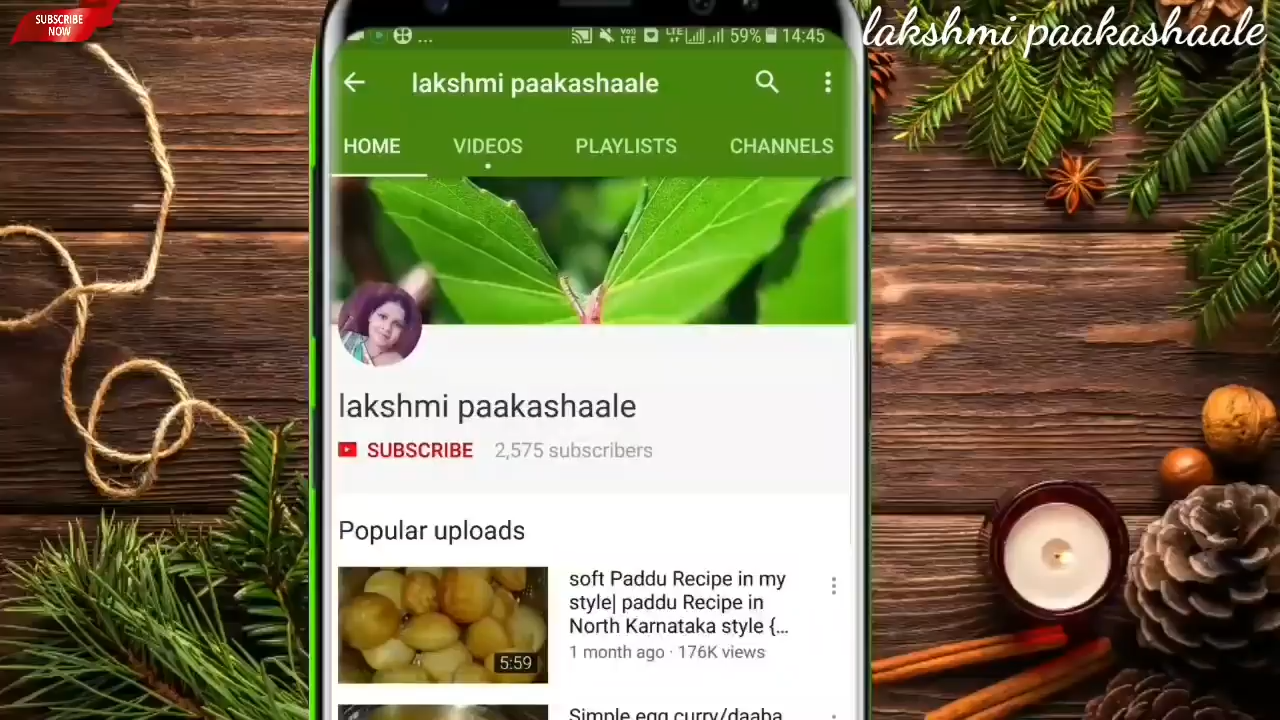 SUBSCRIBE
NOW
lakshmi paakashaale
... 59% 14:45
lakshmi paakashaale
HOME VIDEOS PLAYLISTS CHANNELS
lakshmi paakashaale
SUBSCRIBE 2,575 subscribers
Popular uploads
soft Paddu Recipe in my
style| paddu Recipe in
North Karnataka style {...
1 month ago · 176K views
5:59
Simple egg curry/daaba